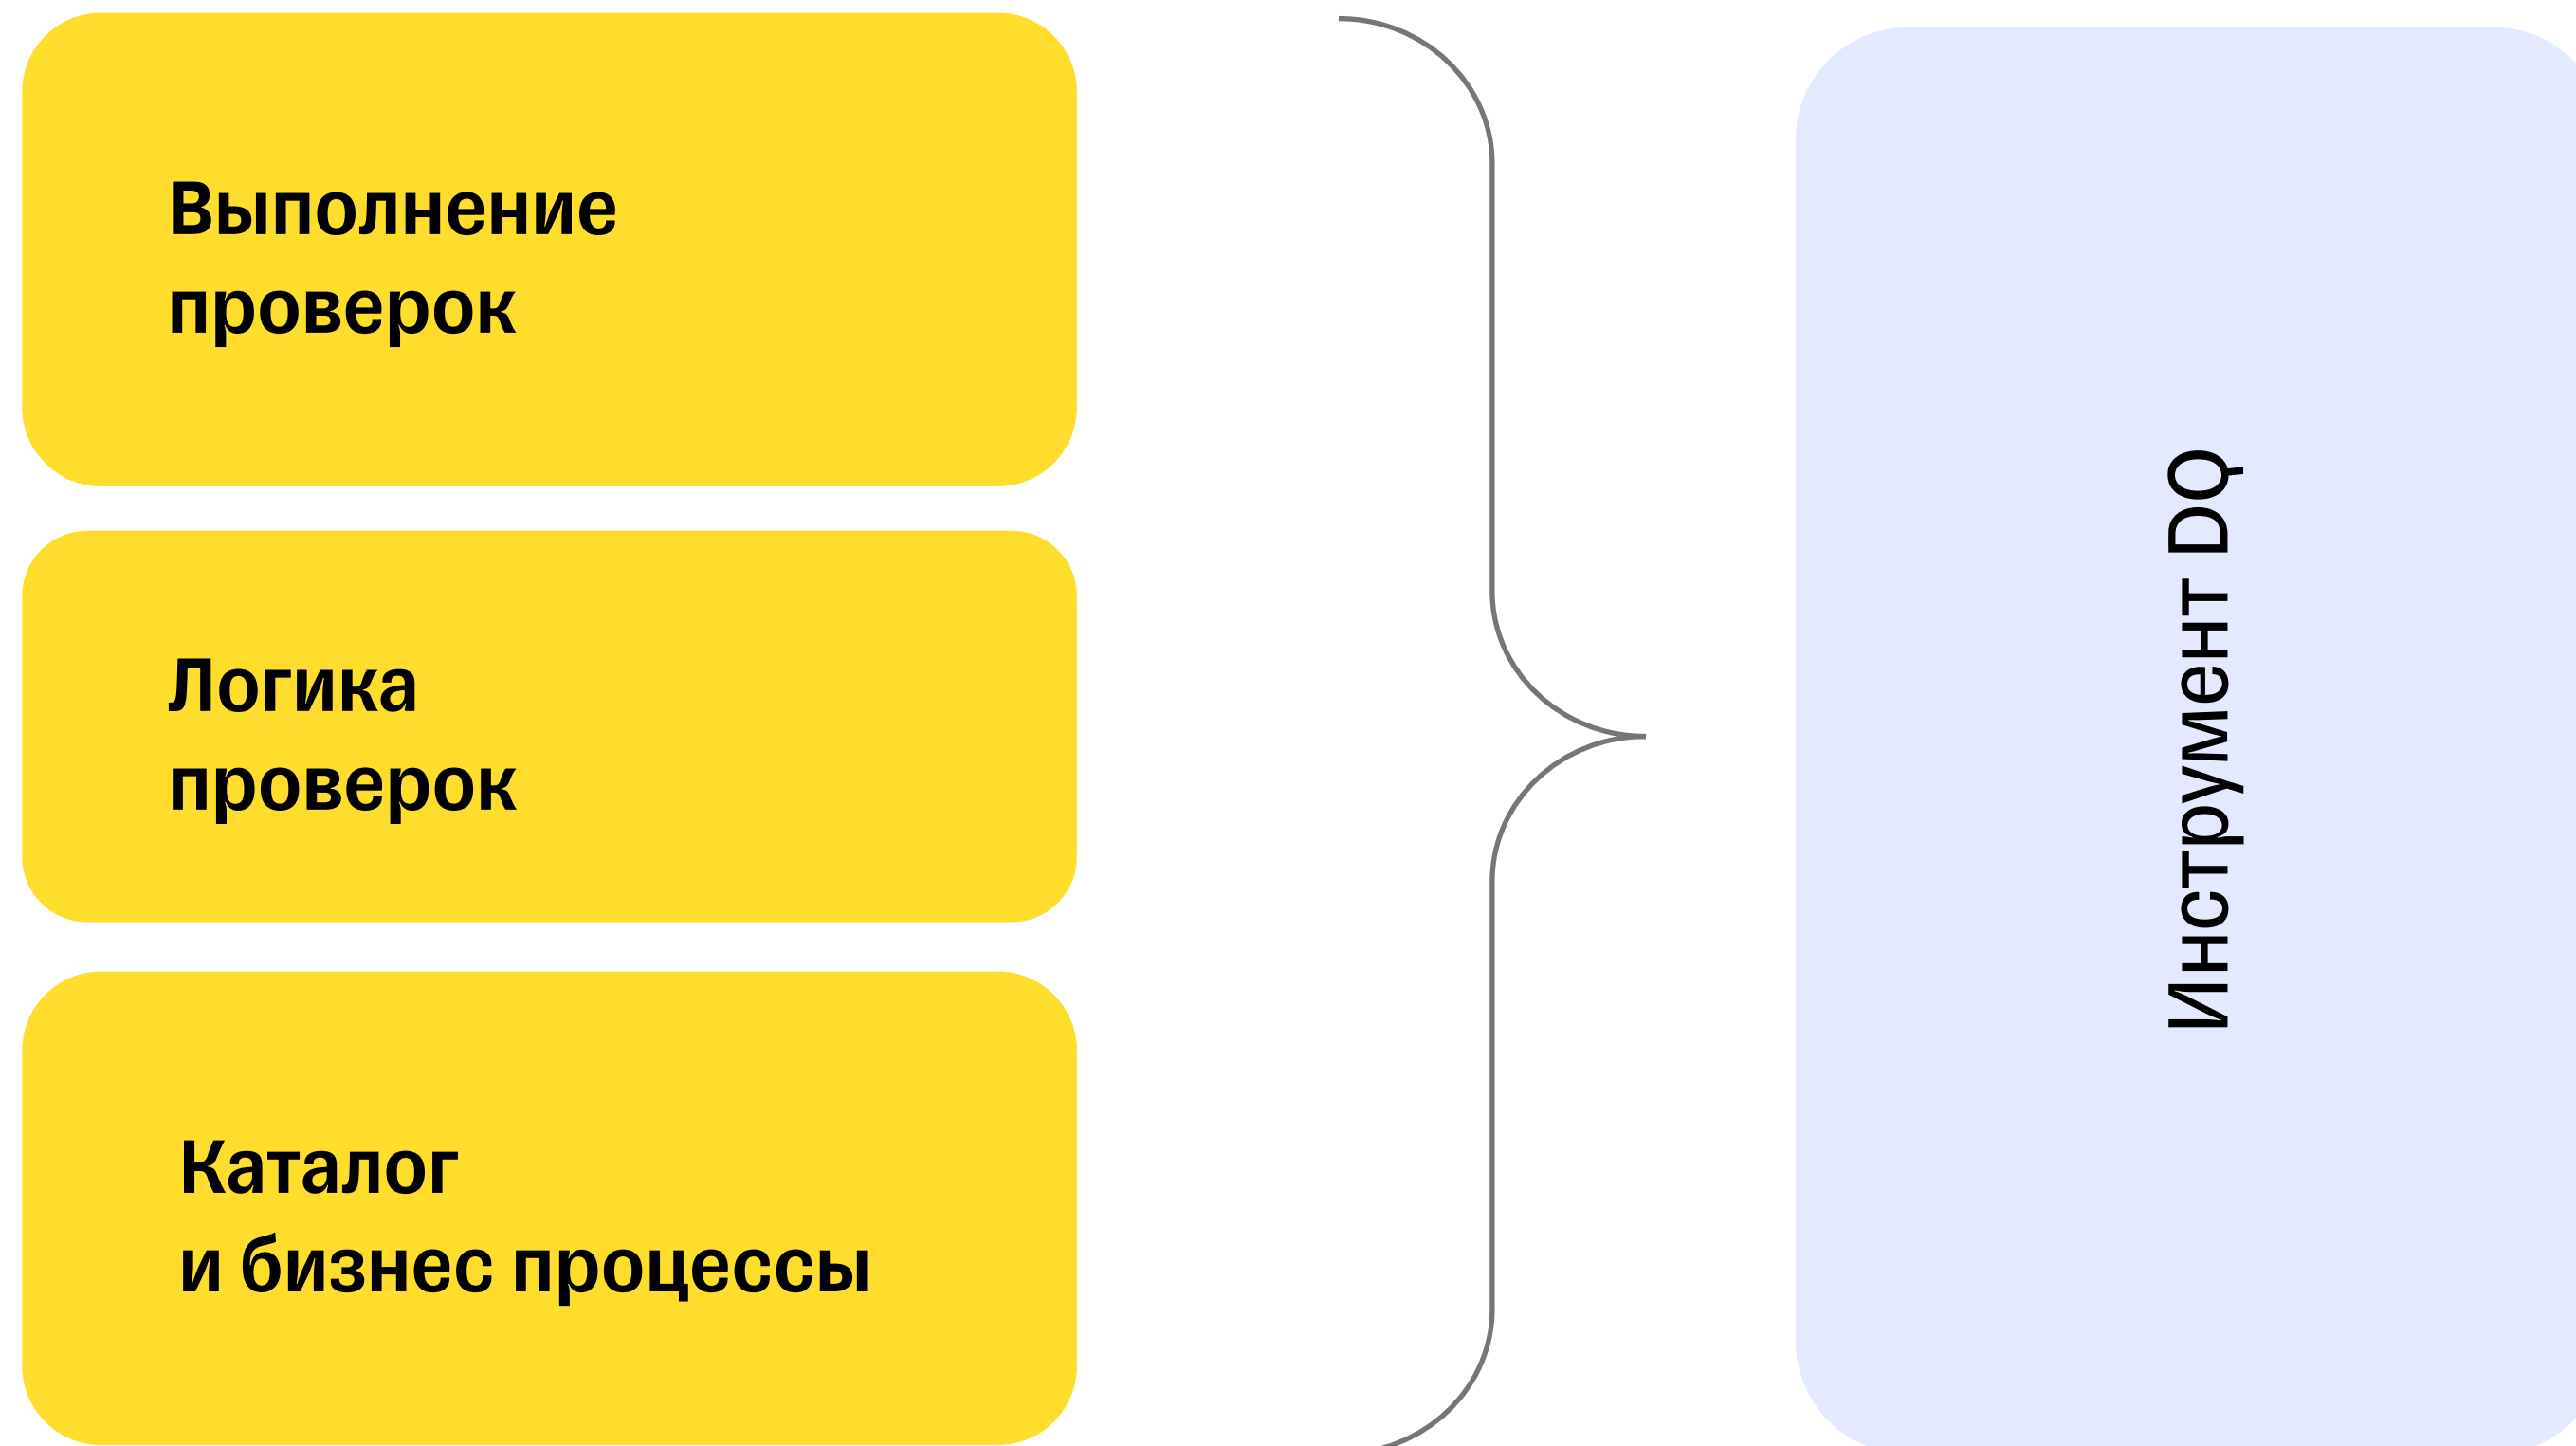 Выполнение
проверок
Логика
проверок
Каталог
и бизнес процессы
Инструмент DQ